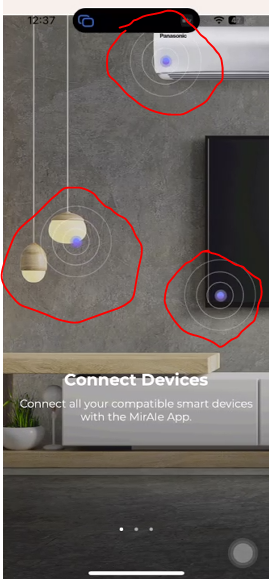 12:37
Panasonic
Connect Devices
Connect all your compatible smart devices
with the MirAIe App.